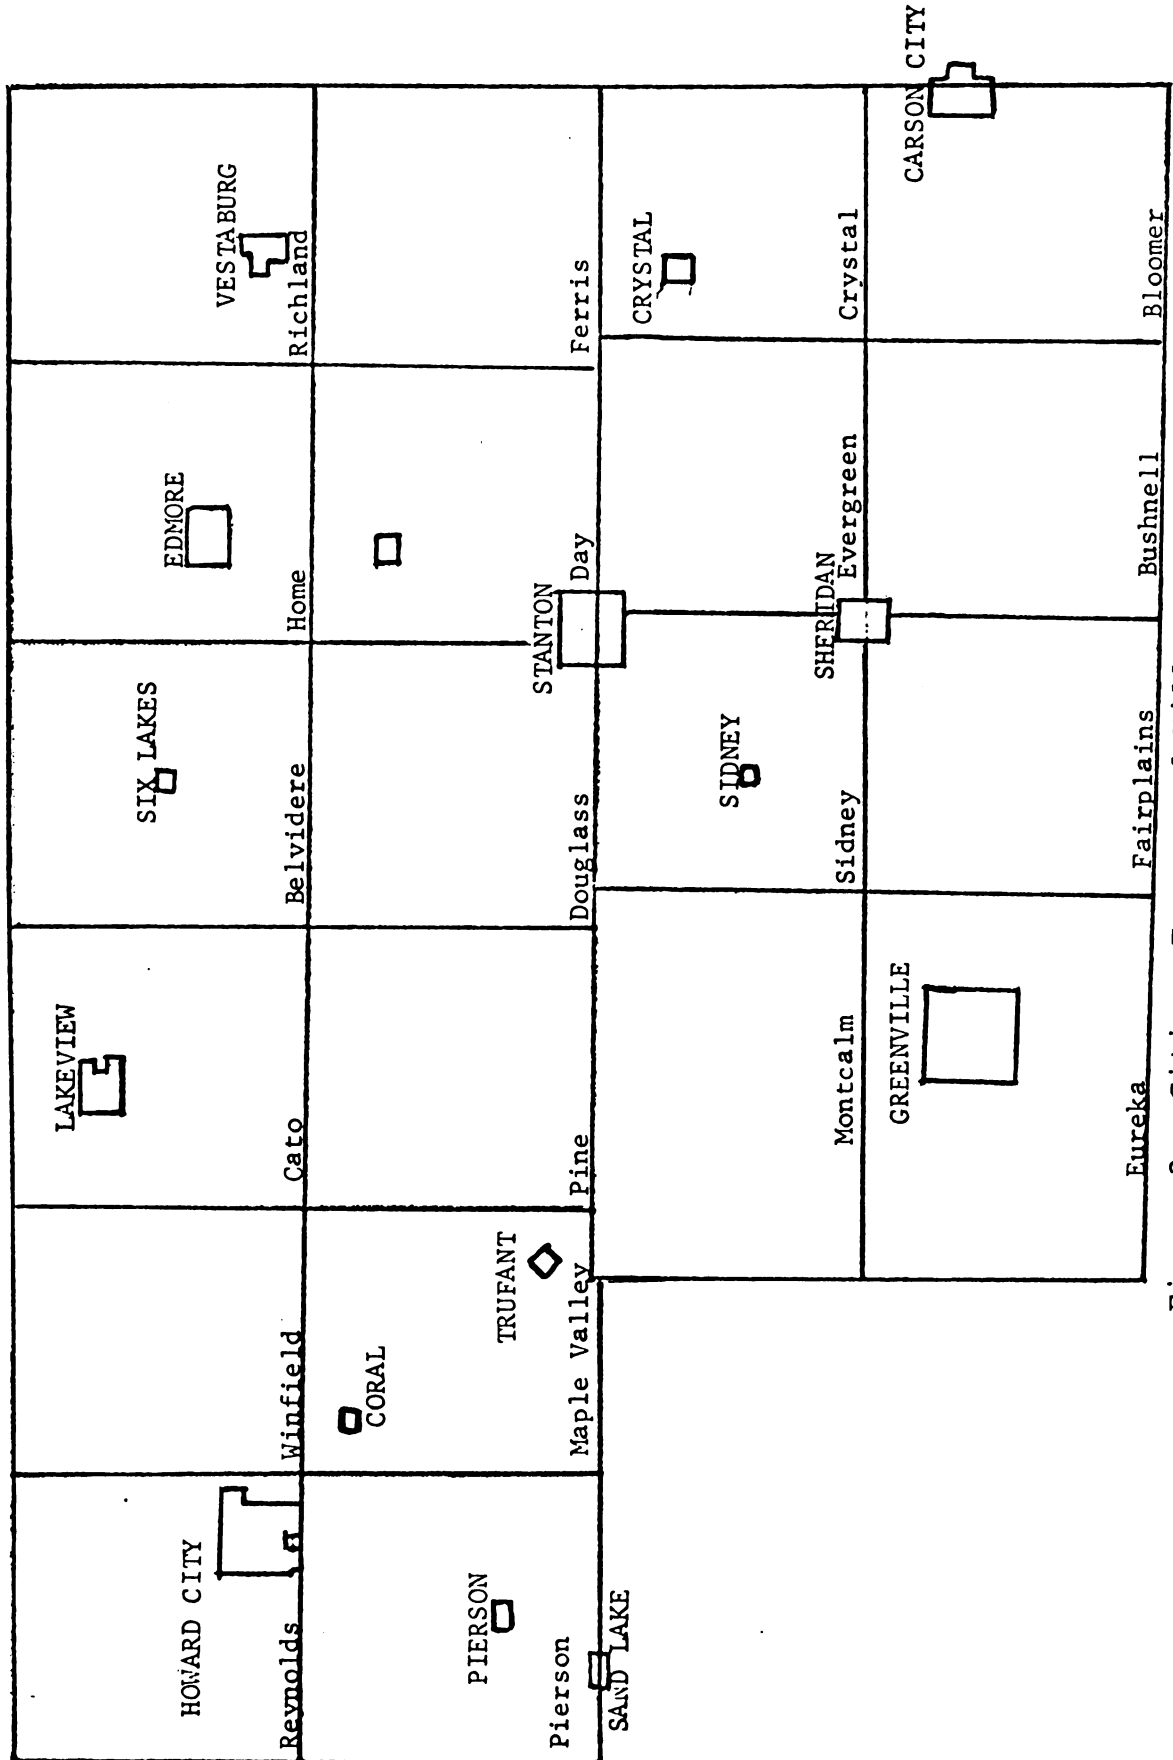 HOWARD CITY
LAKEVIEW
SIX LAKES
EDMORE
VESTABURG
Reynolds
Winfield
Cato
Belvidere
Home
Richland
PIERSON
CORAL
TRUFANT
STANTON
Pierson
Maple Valley
Pine
Douglass
Day
Ferris
SAND LAKE
SIDNEY
CRYSTAL
SHERIDAN
Montcalm
Sidney
Evergreen
Crystal
GREENVILLE
CARSON CITY
Eureka
Fairplains
Bushnell
Bloomer